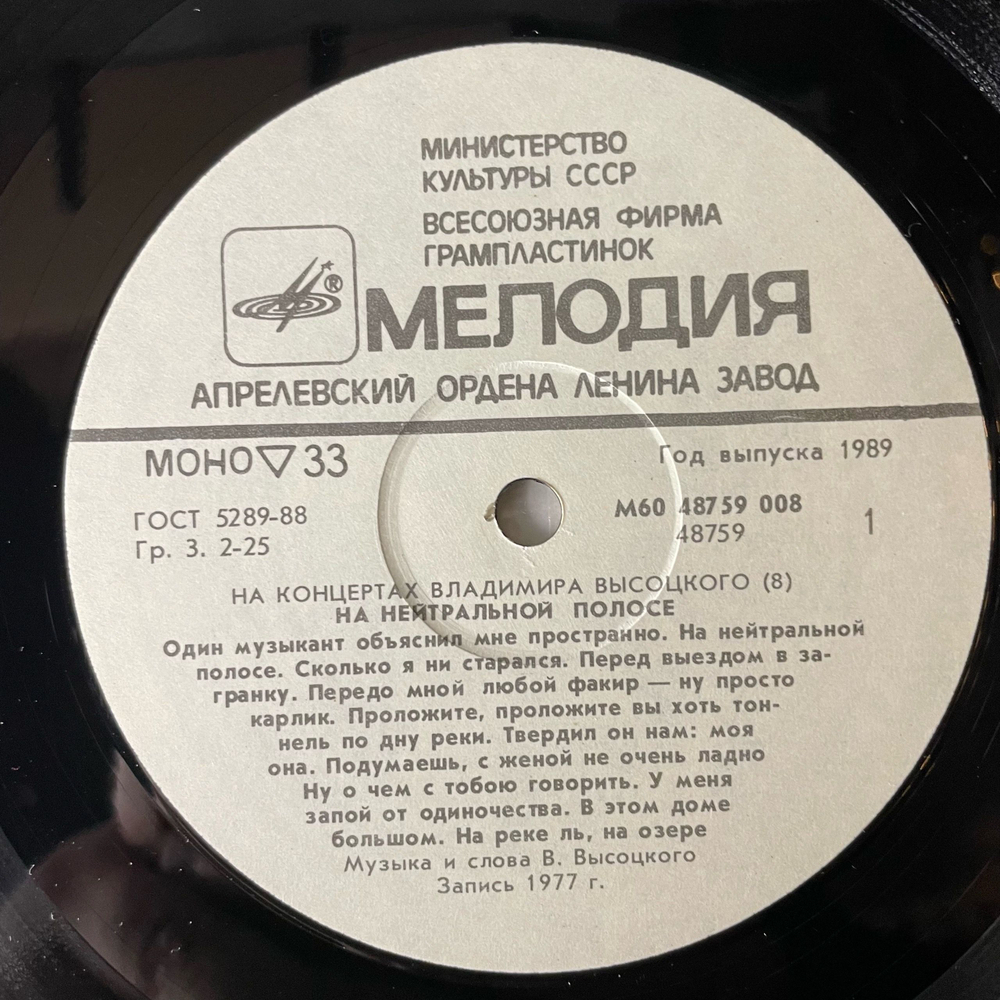 МИНИСТЕРСТВО
КУЛЬТУРЫ СССР
ВСЕСОЮЗНАЯ ФИРМА
ГРАМПЛАСТИНОК
®
МЕЛОДИЯ
АПРЕЛЕВСКИЙ ОРДЕНА ЛЕНИНА ЗАВОД
МОНО ▽ 33
Год выпуска 1989
ГОСТ 5289-88
М60 48759 008
Гр. 3. 2-25
48759
1
НА КОНЦЕРТАХ ВЛАДИМИРА ВЫСОЦКОГО (8)
НА НЕЙТРАЛЬНОЙ ПОЛОСЕ
Один музыкант объяснил мне пространно. На нейтральной
полосе. Сколько я ни старался. Перед выездом в за-
гранку. Передо мной любой факир — ну просто
карлик. Проложите, проложите вы хоть тон-
нель по дну реки. Твердил он нам: моя
она. Подумаешь, с женой не очень ладно
Ну о чем с тобою говорить. У меня
запой от одиночества. В этом доме
большом. На реке ль, на озере
Музыка и слова В. Высоцкого
Запись 1977 г.